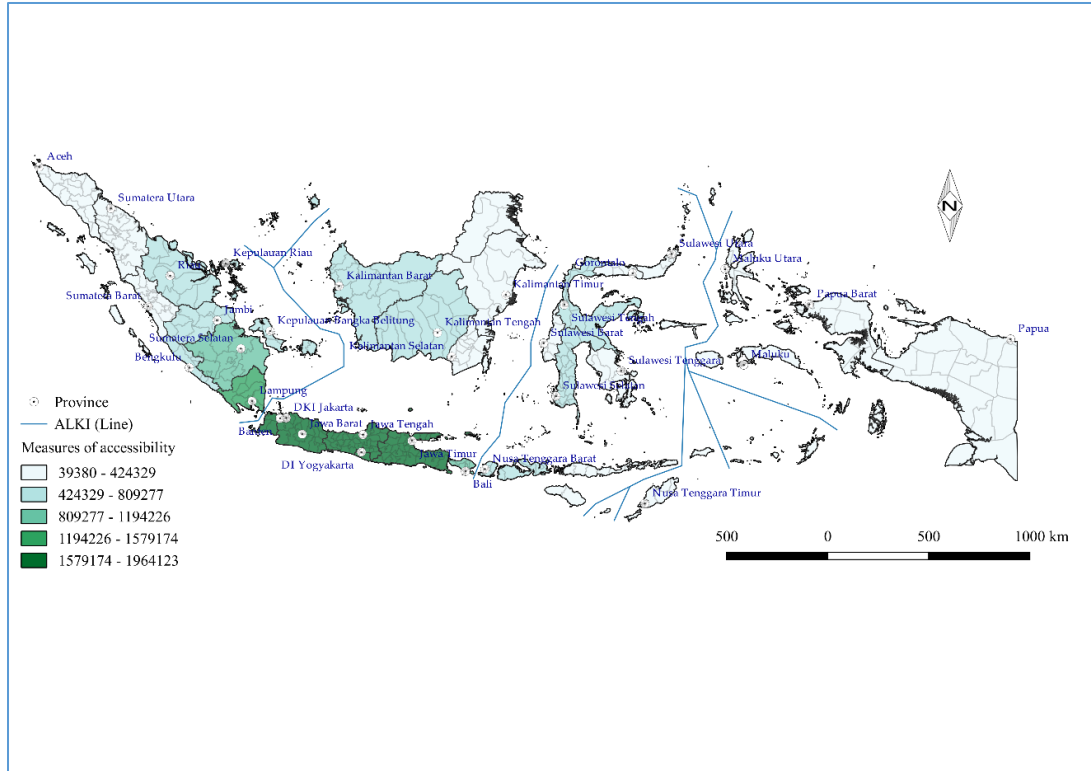 Aceh
Sumatera Utara
Kepulauan Riau
Riau
Sumatera Barat
Jambi
Kepulauan Bangka Belitung
Sumatera Selatan
Bengkulu
Lampung
Banten
DKI Jakarta
Jawa Barat
Jawa Tengah
DI Yogyakarta
Jawa Timur
Bali
Nusa Tenggara Barat
Nusa Tenggara Timur
Kalimantan Barat
Kalimantan Tengah
Kalimantan Selatan
Kalimantan Timur
Gorontalo
Sulawesi Utara
Sulawesi Tengah
Sulawesi Barat
Sulawesi Tenggara
Sulawesi Selatan
Maluku Utara
Maluku
Papua Barat
Papua
N
Province
ALKI (Line)
Measures of accessibility
39380 - 424329
424329 - 809277
809277 - 1194226
1194226 - 1579174
1579174 - 1964123
500 0 500 1000 km